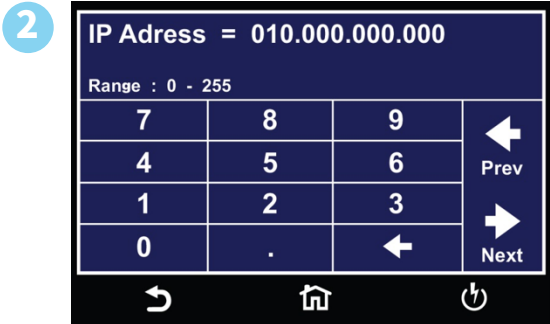 2
IP Adress = 010.000.000.000
Range : 0 - 255
7 8 9
4 5 6
Prev
1 2 3
0 .
Next